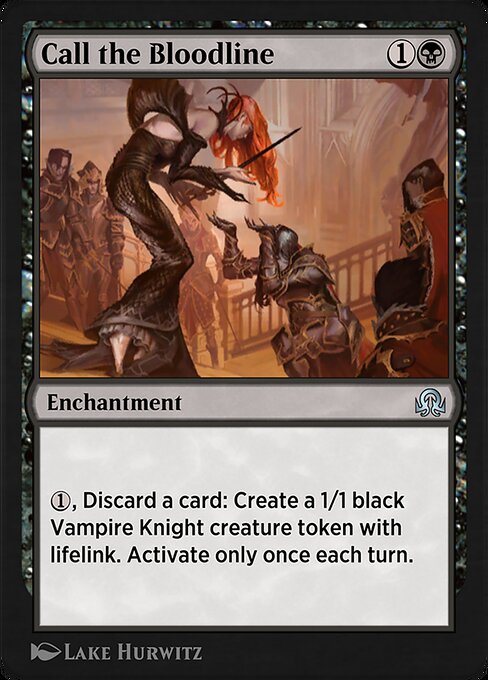 Call the Bloodline 1
Enchantment
1, Discard a card: Create a 1/1 black
Vampire Knight creature token with
lifelink. Activate only once each turn.
Lake Hurwitz